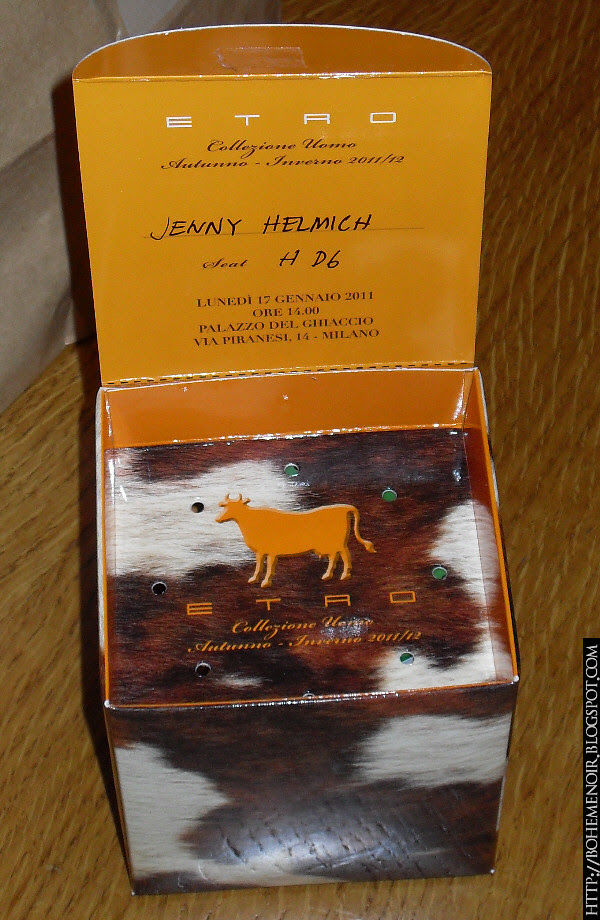 ETRO
Collezione Uomo
Autunno - Inverno 2011/12
JENNY HELMICH
Seat H D6
LUNEDÌ 17 GENNAIO 2011
ORE 14.00
PALAZZO DEL GHIACCIO
VIA PIRANESI, 14 - MILANO
ETRO
Collezione Uomo
Autunno - Inverno 2011/12
HTTP://BOHEMENOIR.BLOGSPOT.COM